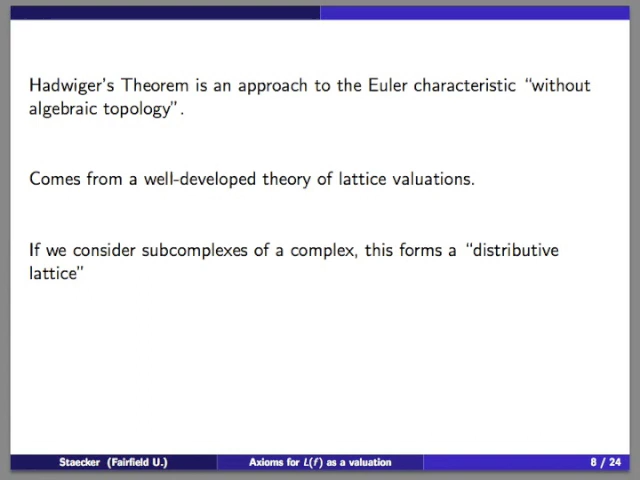 Hadwiger's Theorem is an approach to the Euler characteristic “without
algebraic topology”.
Comes from a well-developed theory of lattice valuations.
If we consider subcomplexes of a complex, this forms a “distributive
lattice”
Staecker (Fairfield U.) Axioms for L(f) as a valuation 8 / 24